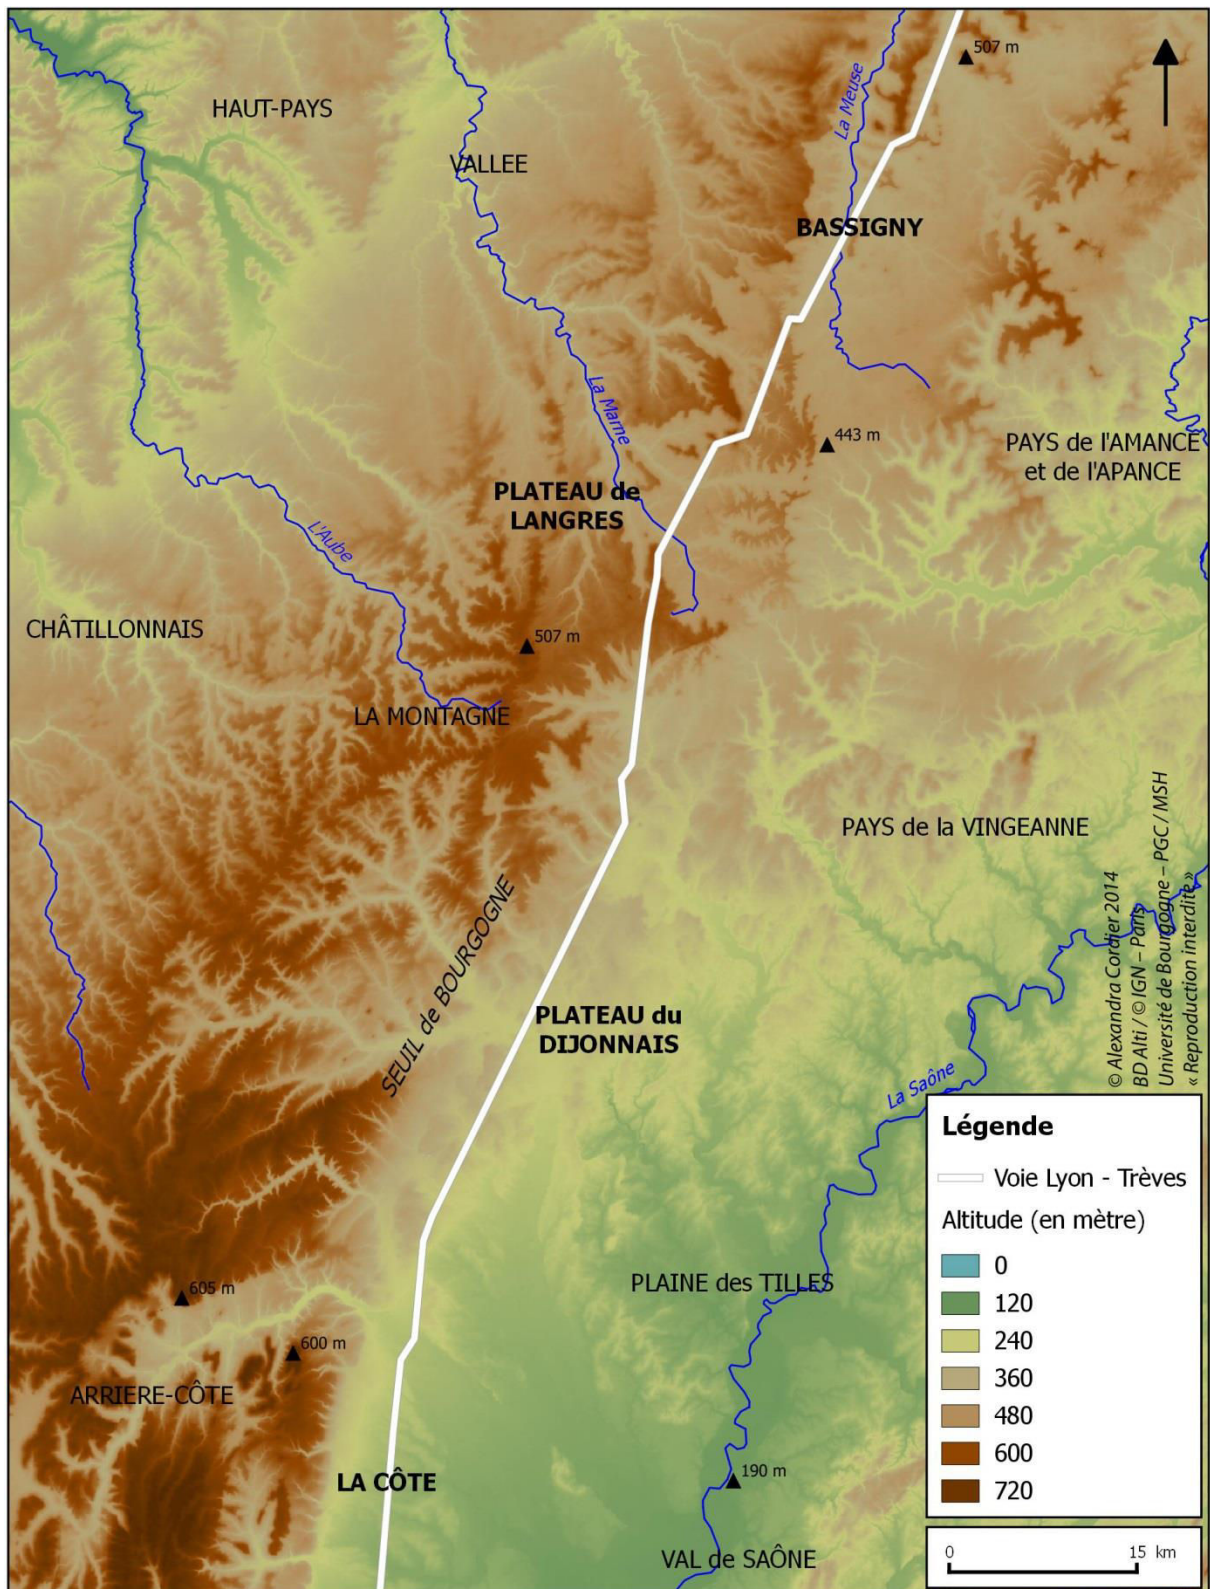 507 m
La Meuse
HAUT-PAYS
VALLEE
BASSIGNY
La Marne
443 m
PAYS de l'AMANCE
et de l'APANCE
PLATEAU de
LANGRES
L'Aube
CHÂTILLONNAIS
507 m
LA MONTAGNE
PAYS de la VINGEANNE
SEUIL de BOURGOGNE
PLATEAU du
DIJONNAIS
La Saône
© Alexandra Cordier 2014
BD Alti / © IGN – Paris
Université de Bourgogne – PGC / MSH
« Reproduction interdite »
605 m
PLAINE des TILLES
600 m
ARRIERE-CÔTE
LA CÔTE
190 m
VAL de SAÔNE
Légende
Voie Lyon - Trèves
Altitude (en mètre)
0
120
240
360
480
600
720
0 15 km